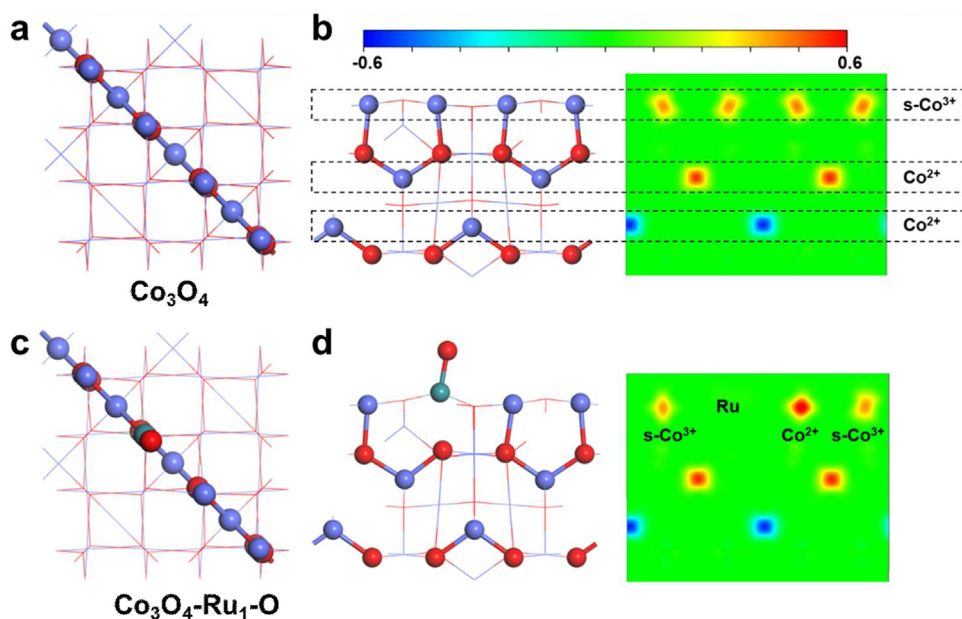 a
b
-0.6 0.6
s-Co³⁺
Co²⁺
Co²⁺
Co₃O₄
c
d
Ru
s-Co³⁺ Co²⁺ s-Co³⁺
Co₃O₄-Ru₁-O